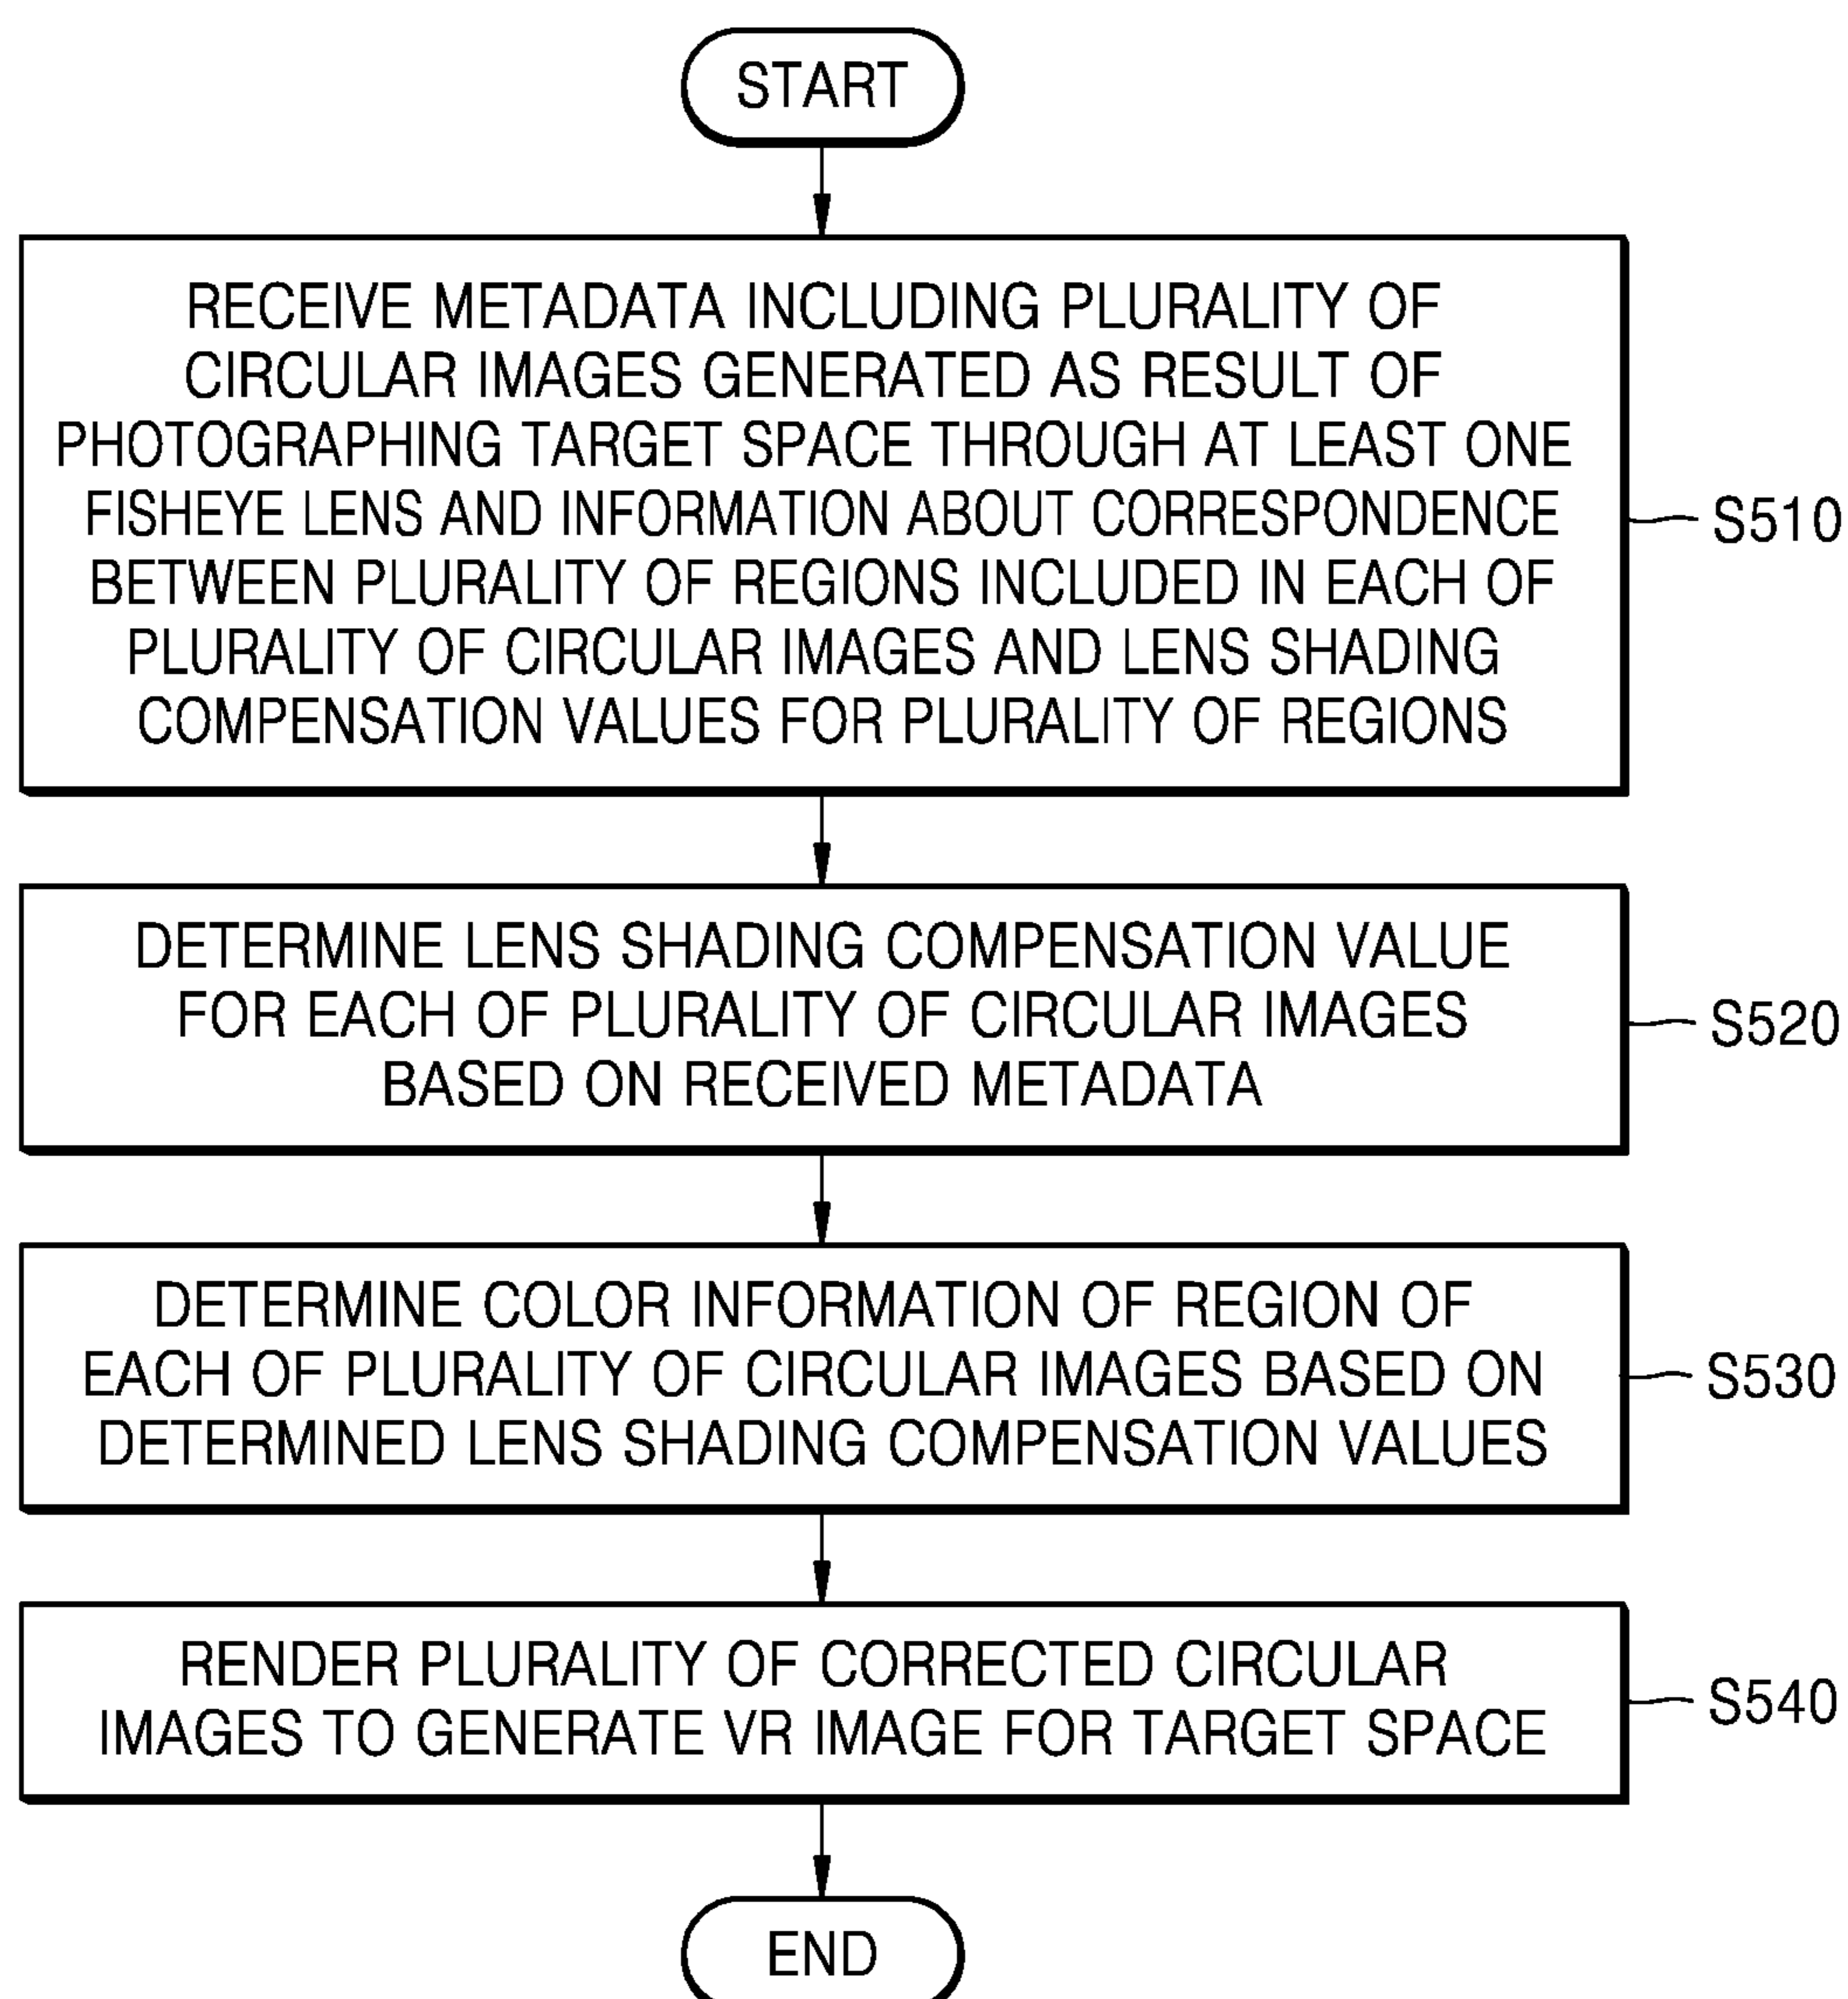 START
RECEIVE METADATA INCLUDING PLURALITY OF
CIRCULAR IMAGES GENERATED AS RESULT OF
PHOTOGRAPHING TARGET SPACE THROUGH AT LEAST ONE
FISHEYE LENS AND INFORMATION ABOUT CORRESPONDENCE
BETWEEN PLURALITY OF REGIONS INCLUDED IN EACH OF
PLURALITY OF CIRCULAR IMAGES AND LENS SHADING
COMPENSATION VALUES FOR PLURALITY OF REGIONS
S510
DETERMINE LENS SHADING COMPENSATION VALUE
FOR EACH OF PLURALITY OF CIRCULAR IMAGES
BASED ON RECEIVED METADATA
S520
DETERMINE COLOR INFORMATION OF REGION OF
EACH OF PLURALITY OF CIRCULAR IMAGES BASED ON
DETERMINED LENS SHADING COMPENSATION VALUES
S530
RENDER PLURALITY OF CORRECTED CIRCULAR
IMAGES TO GENERATE VR IMAGE FOR TARGET SPACE
S540
END